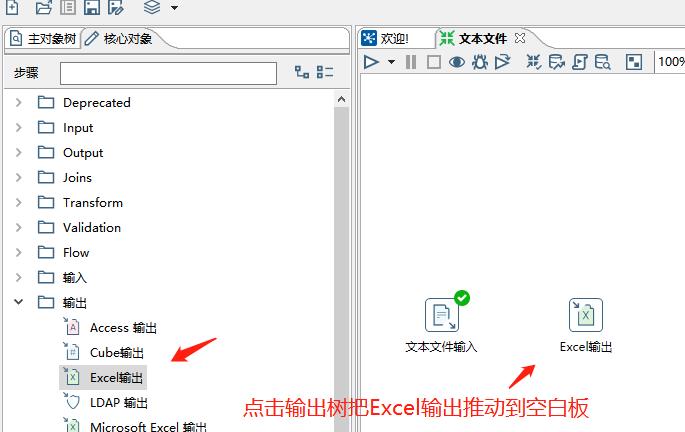 主对象树 核心对象
步骤
Deprecated
Input
Output
Joins
Transform
Validation
Flow
输入
输出
Access 输出
Cube输出
Excel输出
LDAP 输出
Microsoft Excel 输出
欢迎! 文本文件
100%
文本文件输入
Excel输出
点击输出树把Excel输出推动到空白板